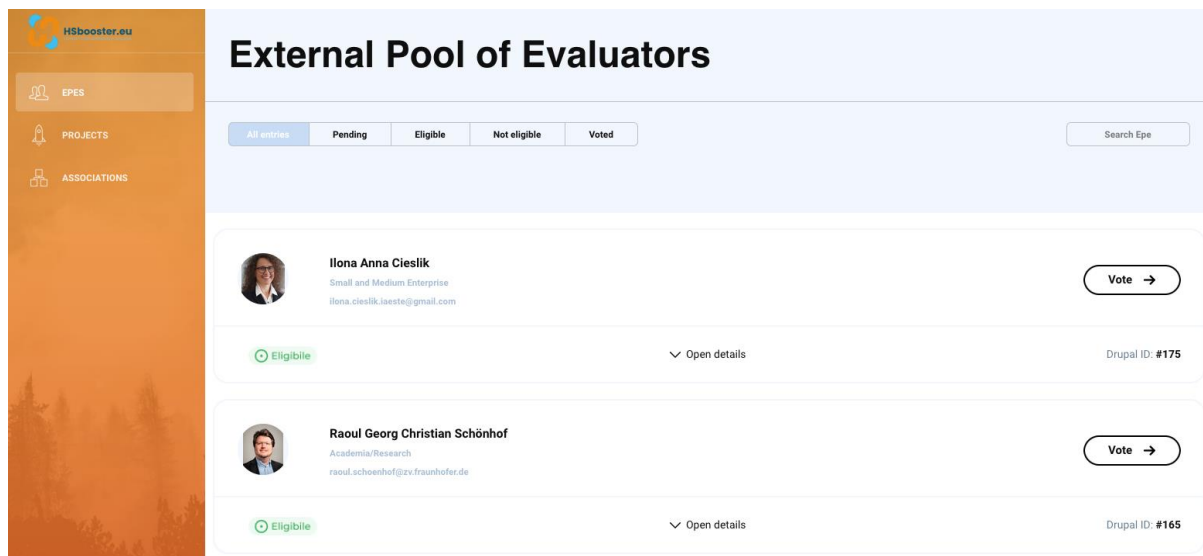 HSbooster.eu
EPES
PROJECTS
ASSOCIATIONS
External Pool of Evaluators
All entries Pending Eligible Not eligible Voted Search Epe
Ilona Anna Cieslik
Small and Medium Enterprise
ilona.cieslik.iaeste@gmail.com
Vote →
Eligibile Open details Drupal ID: #175
Raoul Georg Christian Schönhof
Academia/Research
raoul.schoenhof@zv.fraunhofer.de
Vote →
Eligibile Open details Drupal ID: #165